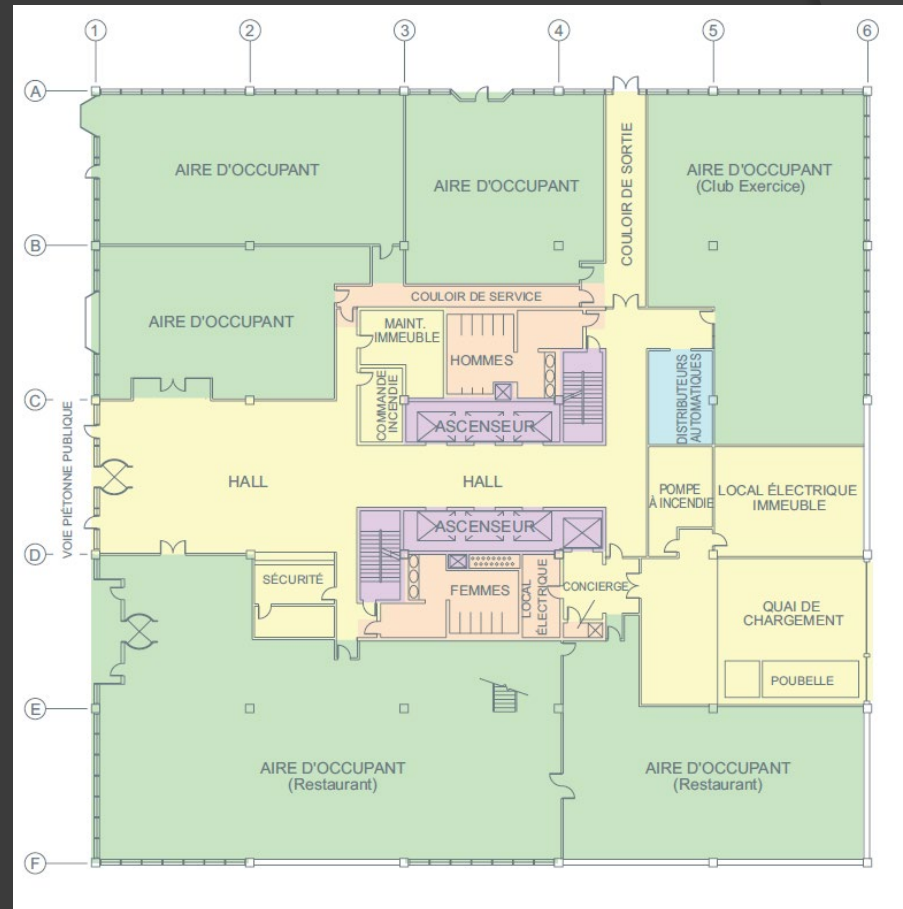 1
2
3
4
5
6
A
AIRE D'OCCUPANT
AIRE D'OCCUPANT
COULOIR DE SORTIE
AIRE D'OCCUPANT
(Club Exercice)
B
COULOIR DE SERVICE
AIRE D'OCCUPANT
MAINT.
IMMEUBLE
HOMMES
COMMANDE
INCENDIE
DISTRIBUTEURS
AUTOMATIQUES
C
ASCENSEUR
VOIE PIÉTONNE PUBLIQUE
HALL
HALL
POMPE
À INCENDIE
LOCAL ÉLECTRIQUE
IMMEUBLE
ASCENSEUR
D
SÉCURITÉ
FEMMES
LOCAL
ÉLECTRIQUE
CONCIERGE
QUAI DE
CHARGEMENT
POUBELLE
E
AIRE D'OCCUPANT
(Restaurant)
AIRE D'OCCUPANT
(Restaurant)
F